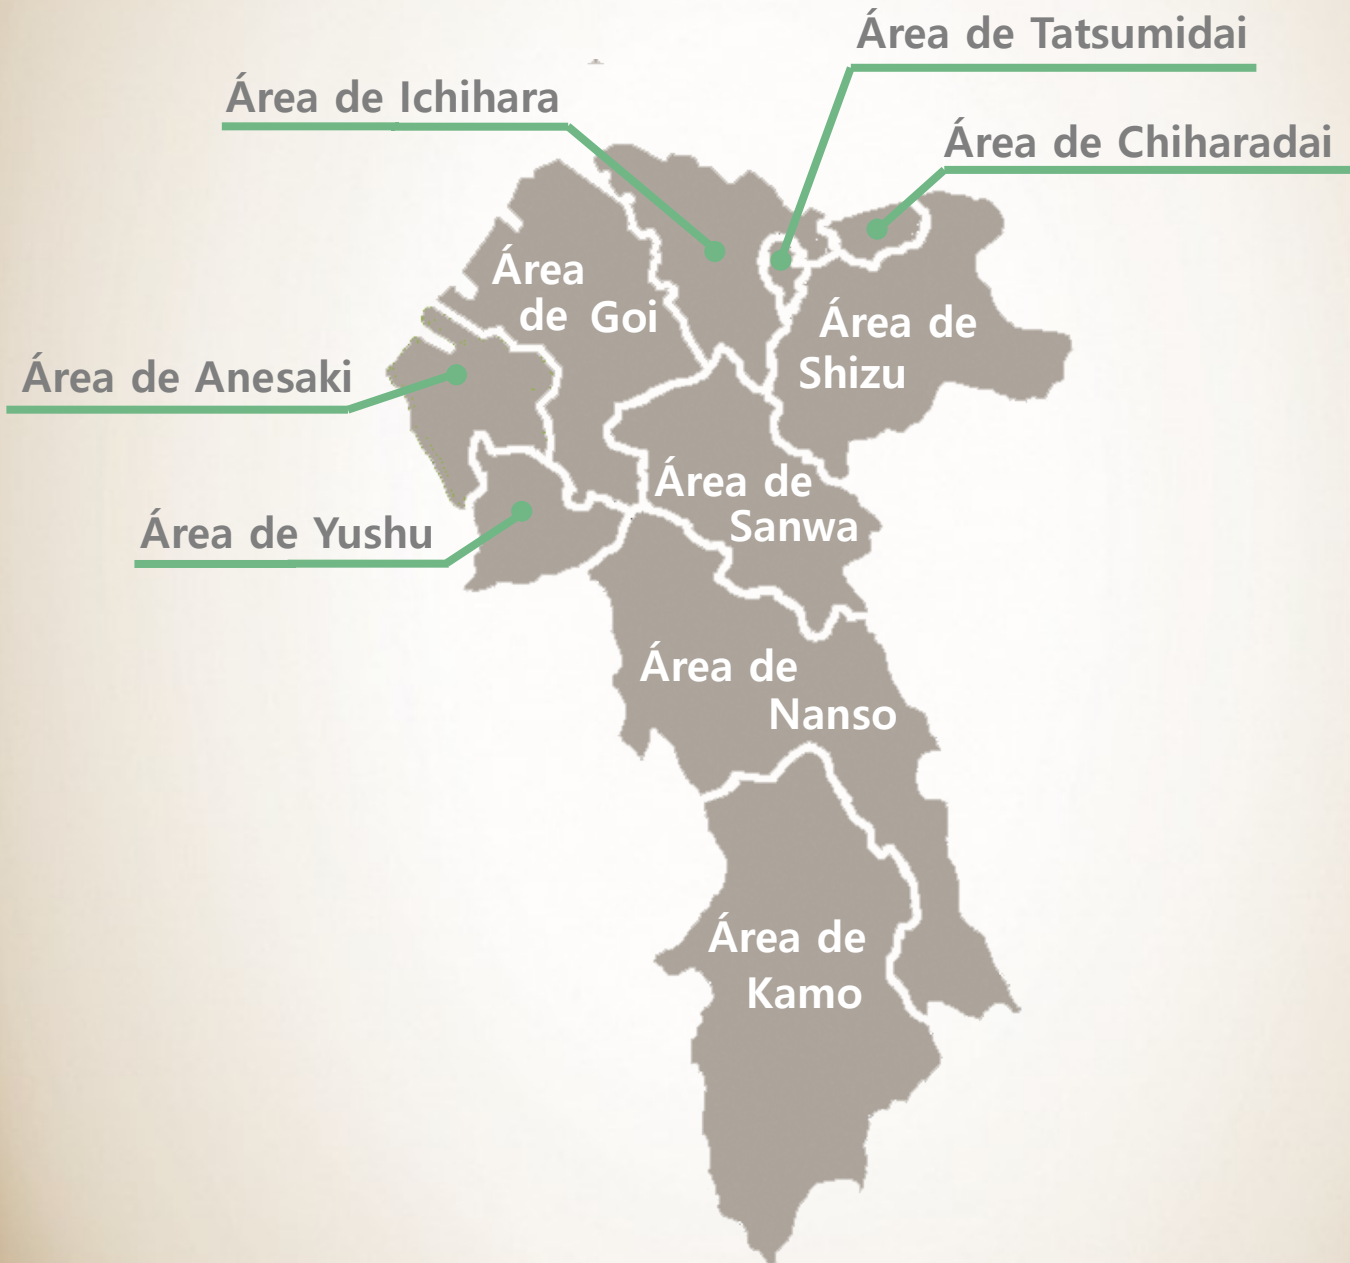 Área de Tatsumidai
Área de Ichihara
Área de Chiharadai
Área
de Goi
Área de
Shizu
Área de Anesaki
Área de
Sanwa
Área de Yushu
Área de
Nanso
Área de
Kamo